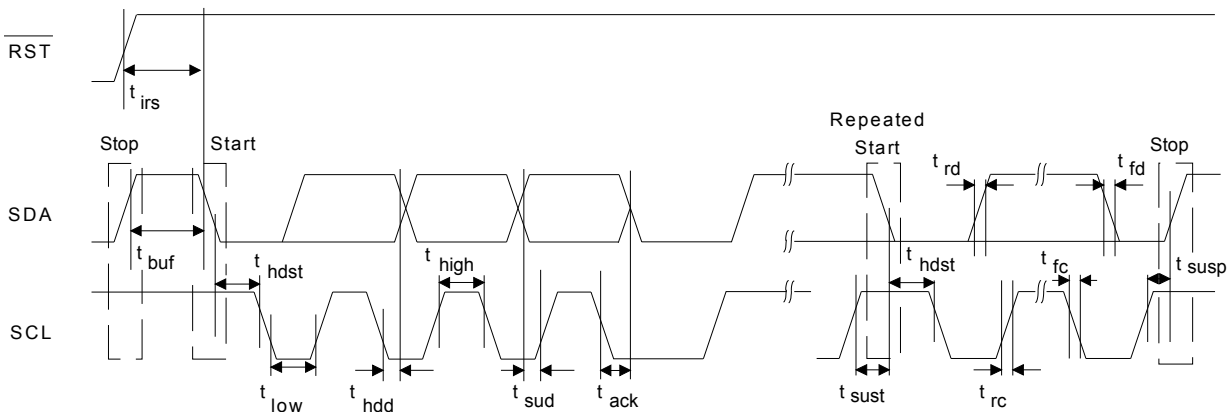 RST
t irs
Repeated
Stop Start Start Stop
t rd t fd
SDA
t buf t hdst t high t hdst t fc t susp
SCL
t low t hdd t sud t ack t sust t rc